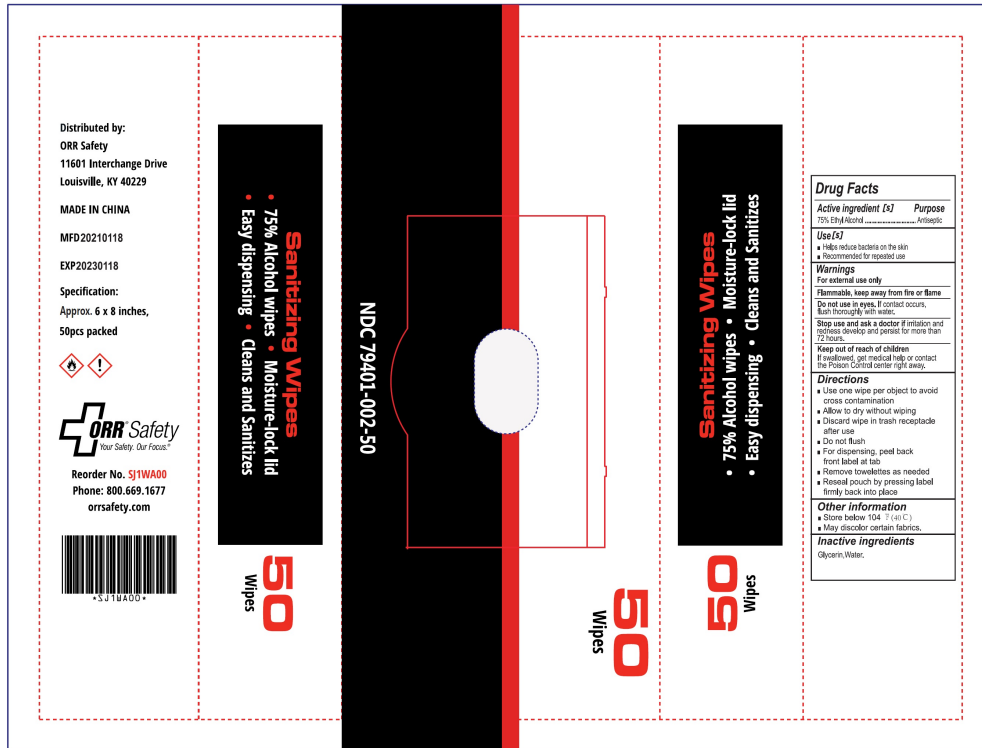 Distributed by:
ORR Safety
11601 Interchange Drive
Louisville, KY 40229
MADE IN CHINA
MFD20210118
EXP20230118
Specification:
Approx. 6 x 8 inches,
50pcs packed
ORR® Safety
Your Safety. Our Focus.®
Reorder No. SJ1WA00
Phone: 800.669.1677
orrsafety.com
*SJ1WA00*
Sanitizing Wipes
• 75% Alcohol wipes • Moisture-lock lid
• Easy dispensing • Cleans and Sanitizes
50
Wipes
NDC 79401-002-50
50
Wipes
Sanitizing Wipes
• 75% Alcohol wipes • Moisture-lock lid
• Easy dispensing • Cleans and Sanitizes
50
Wipes
Drug Facts
Active ingredient [s] Purpose
75% Ethyl Alcohol ........................ Antiseptic
Use[s]
■ Helps reduce bacteria on the skin
■ Recommended for repeated use
Warnings
For external use only
Flammable, keep away from fire or flame
Do not use in eyes. If contact occurs,
flush thoroughly with water.
Stop use and ask a doctor if irritation and
redness develop and persist for more than
72 hours.
Keep out of reach of children
If swallowed, get medical help or contact
the Poison Control center right away.
Directions
■ Use one wipe per object to avoid
cross contamination
■ Allow to dry without wiping
■ Discard wipe in trash receptacle
after use
■ Do not flush
■ For dispensing, peel back
front label at tab
■ Remove towelettes as needed
■ Reseal pouch by pressing label
firmly back into place
Other information
■ Store below 104 ℉(40℃)
■ May discolor certain fabrics.
Inactive ingredients
Glycerin,Water.